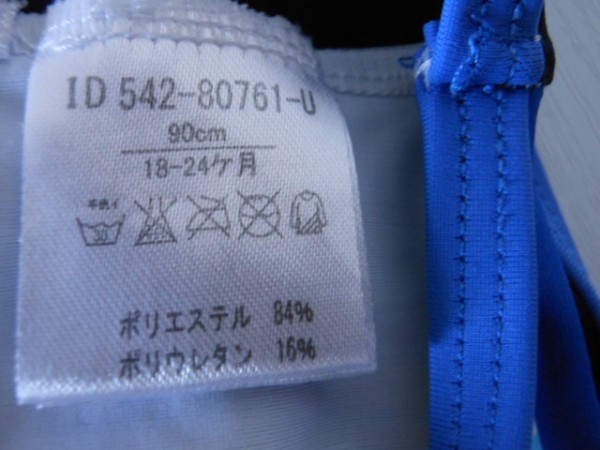 ID 542-80761-U
90cm
18-24ケ月
手洗イ
30
ポリエステル 84%
ポリウレタン 16%